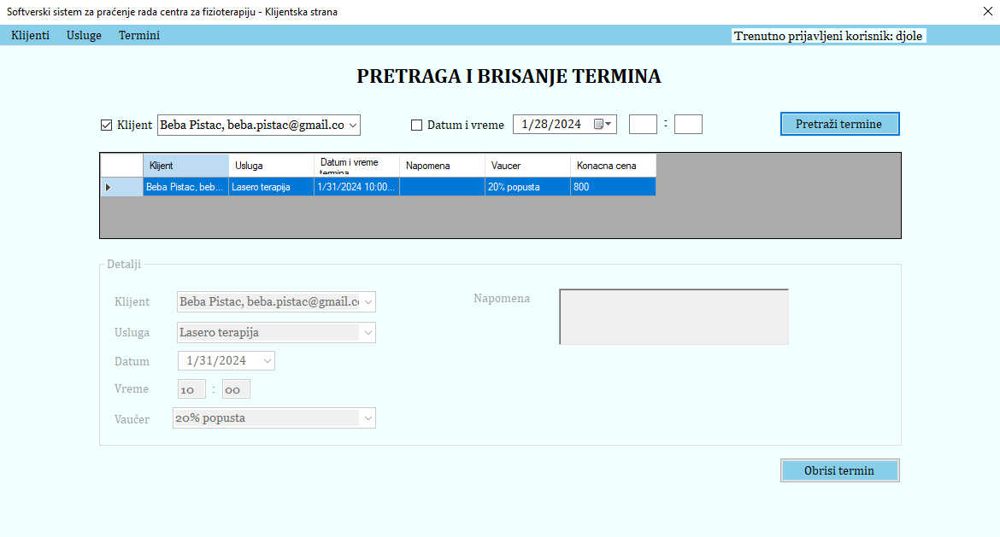 Softverski sistem za praćenje rada centra za fizioterapiju - Klijentska strana
Klijenti Usluge Termini Trenutno prijavljeni korisnik: djole
PRETRAGA I BRISANJE TERMINA
Klijent Beba Pistac, beba.pistac@gmail.co Datum i vreme 1/28/2024 : Pretraži termine
Klijent Usluga Datum i vreme termina Napomena Vaucer Konacna cena
Beba Pistac, beb... Lasero terapija 1/31/2024 10:00... 20% popusta 800
Detalji
Klijent Beba Pistac, beba.pistac@gmail.co Napomena
Usluga Lasero terapija
Datum 1/31/2024
Vreme 10 : 00
Vaučer 20% popusta
Obrisi termin